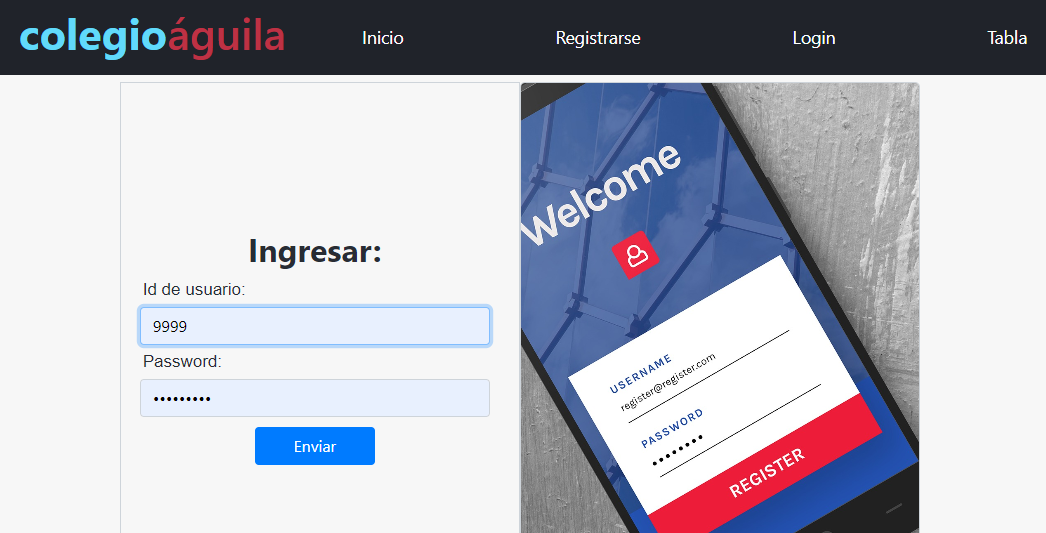 colegioáguila Inicio Registrarse Login Tabla
Ingresar:
Id de usuario:
9999
Password:
•••••••••
Enviar
Welcome
USERNAME
register@register.com
PASSWORD
••••••••
REGISTER